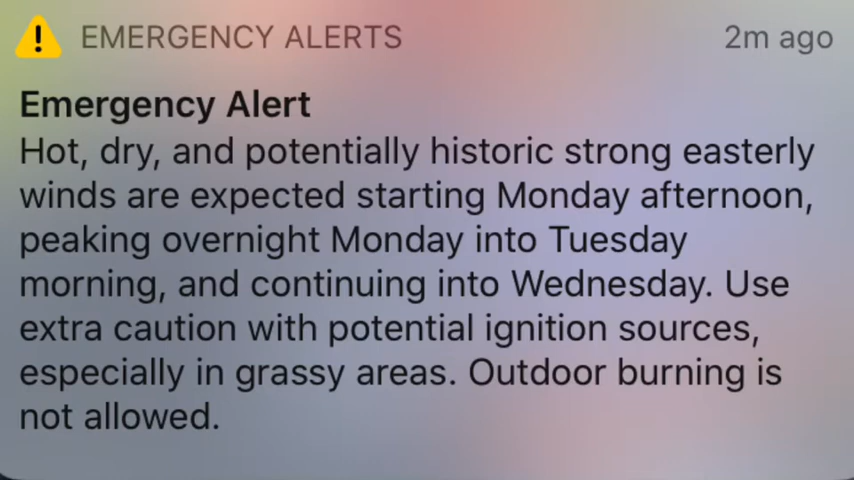 EMERGENCY ALERTS 2m ago
Emergency Alert
Hot, dry, and potentially historic strong easterly
winds are expected starting Monday afternoon,
peaking overnight Monday into Tuesday
morning, and continuing into Wednesday. Use
extra caution with potential ignition sources,
especially in grassy areas. Outdoor burning is
not allowed.